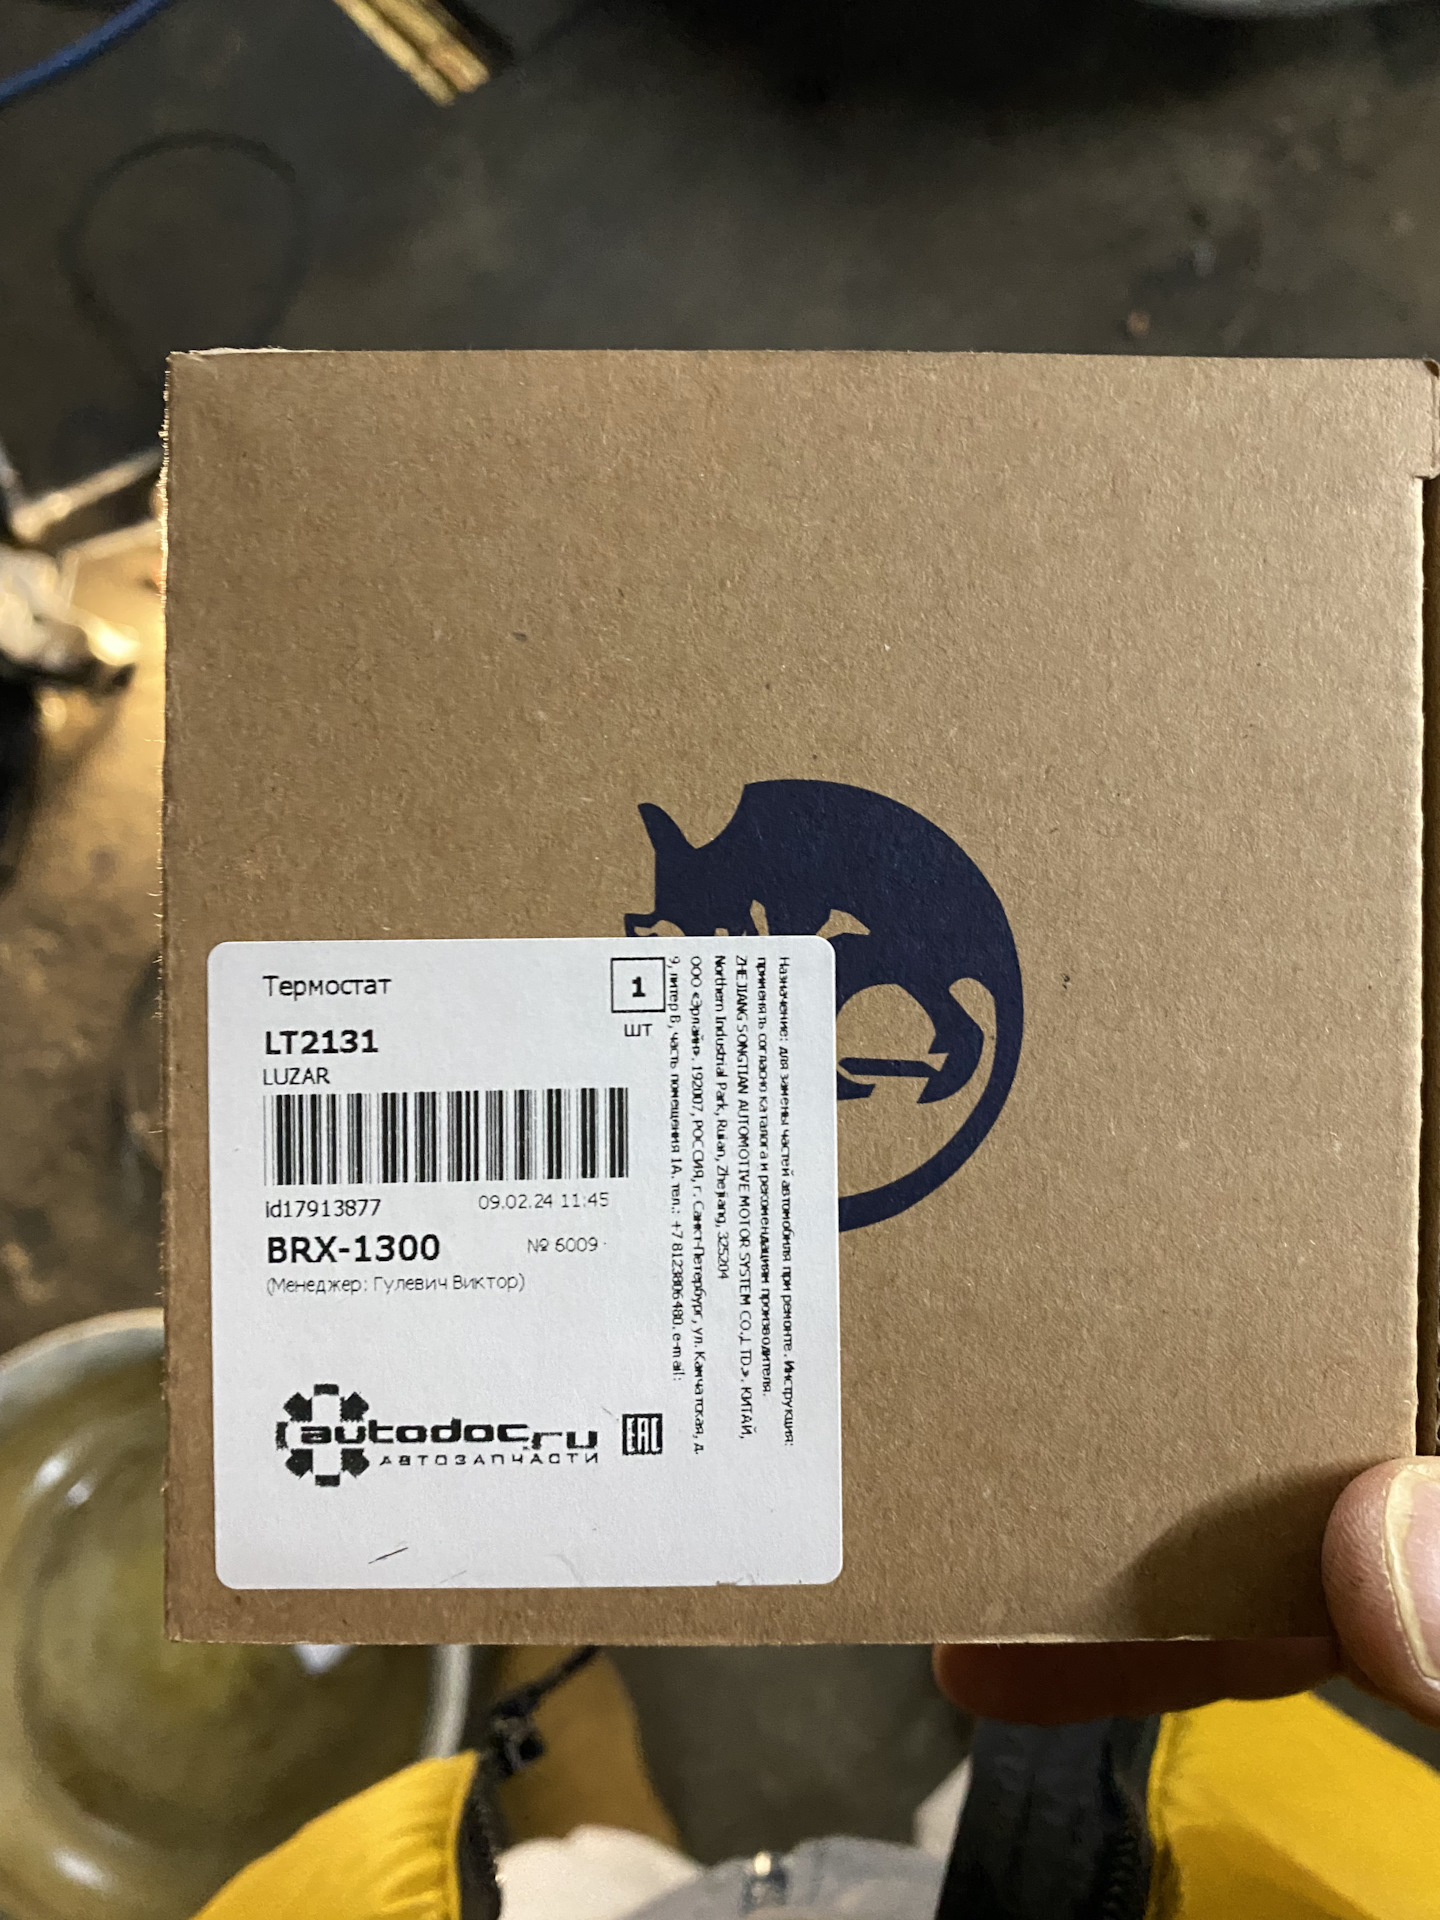 Термостат
1
шт
LT2131
LUZAR
id17913877
09.02.24 11:45
BRX-1300
№ 6009
(Менеджер: Гулевич Виктор)
autodoc.ru
АВТОЗАПЧАСТИ
EAC
Назначение: для замены частей автомобиля при ремонте. Инструкция:
применять согласно каталога и рекомендациям производителя.
ZHEJIANG SONGTIAN AUTOMOTIVE MOTOR SYSTEM CO.,LTD.». КИТАЙ,
Northern Industrial Park, Ruian, Zhejiang, 325204
ООО «Эрлайн». 192007, РОССИЯ, г. Санкт-Петербург, ул. Камчатская, д.
9, литер В, часть помещения 1А. тел.: +7 8123806480. e-mail: